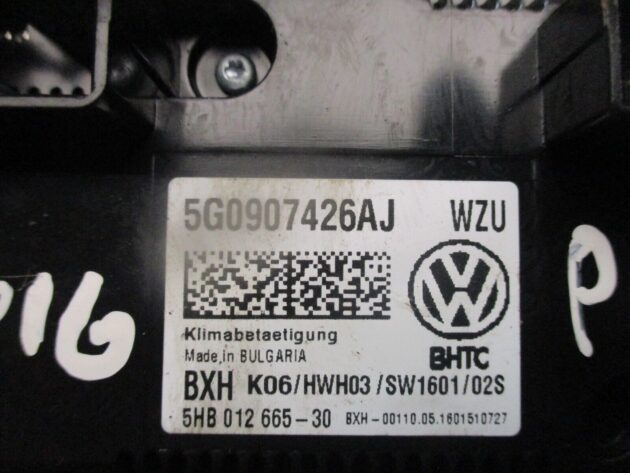 5G0907426AJ WZU
Klimabetaetigung
Made in BULGARIA
BHTC
BXH K06/HWH03/SW1601/02S
5HB 012 665-30 BXH-00110.05.1601510727
16
P